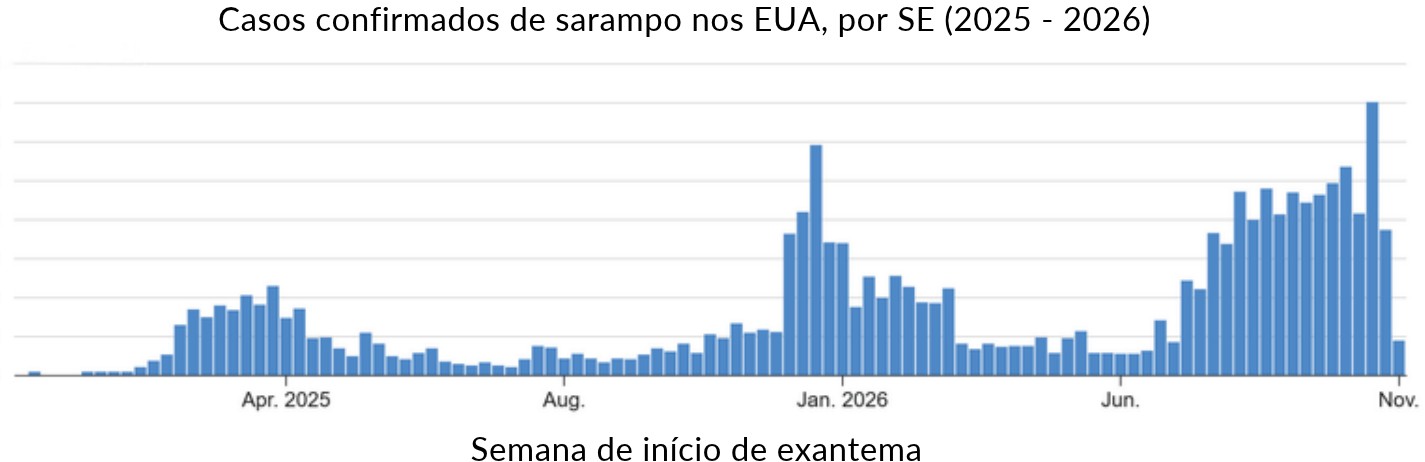 Casos confirmados de sarampo nos EUA, por SE (2025 - 2026)
Apr. 2025 Aug. Jan. 2026 Jun. Nov.
Semana de início de exantema